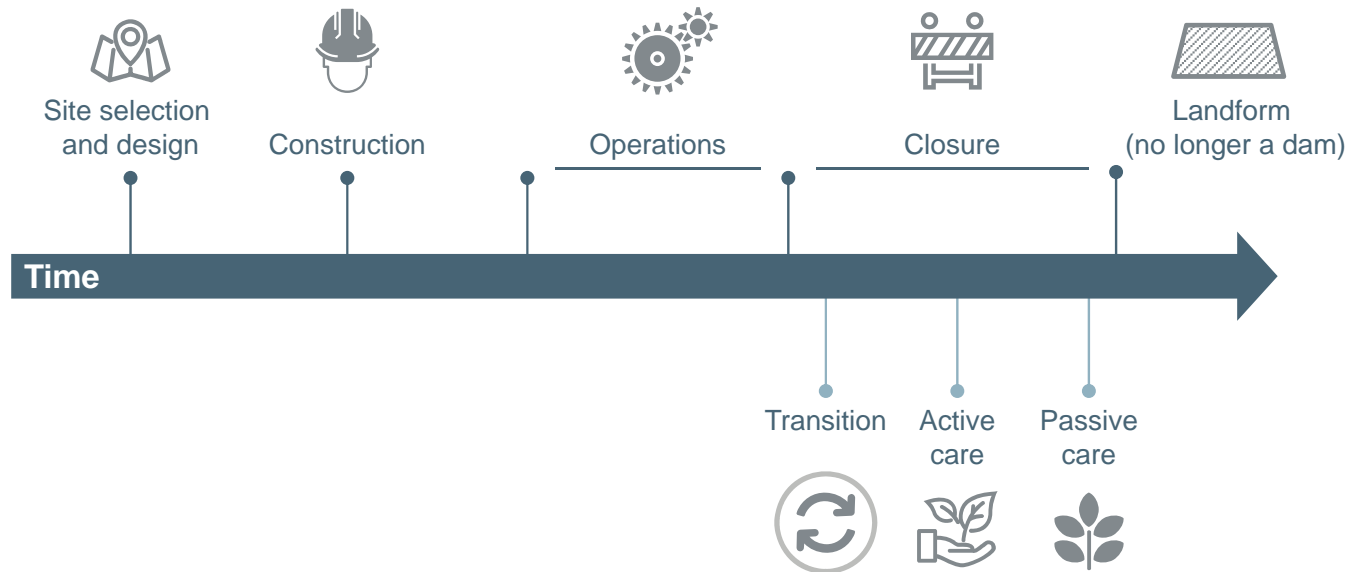 Site selection
and design
Construction
Operations
Closure
Landform
(no longer a dam)
Time
Transition
Active
care
Passive
care